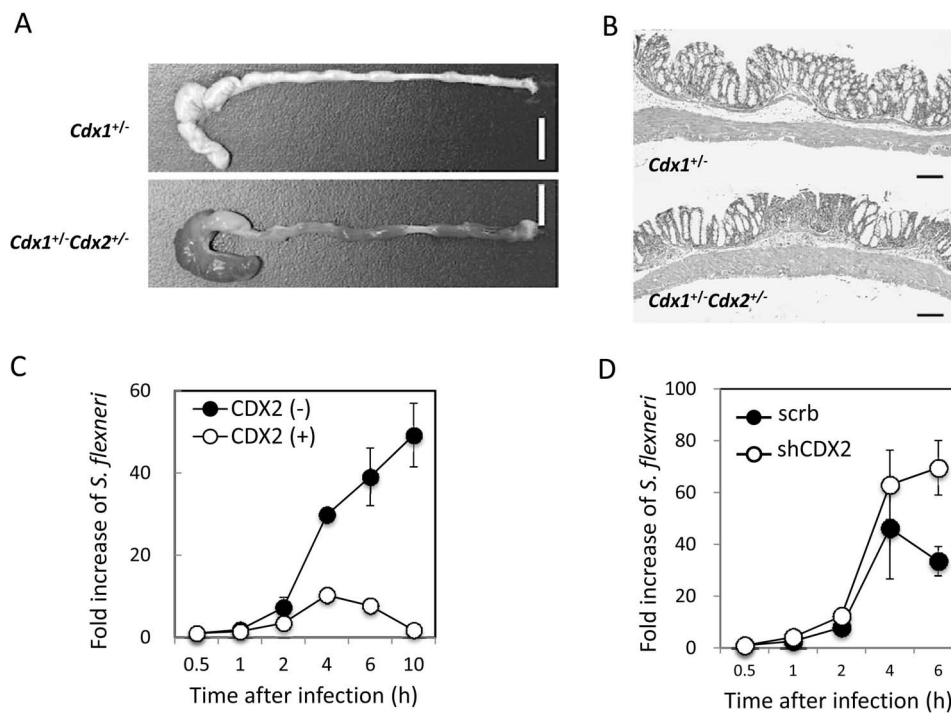 A
Cdx1+/-
Cdx1+/-Cdx2+/-
B
Cdx1+/-
Cdx1+/-Cdx2+/-
C
Fold increase of S. flexneri
60
40
20
0
CDX2 (-)
CDX2 (+)
0.5 1 2 4 6 10
Time after infection (h)
D
Fold increase of S. flexneri
100
80
60
40
20
0
scrb
shCDX2
0.5 1 2 4 6
Time after infection (h)